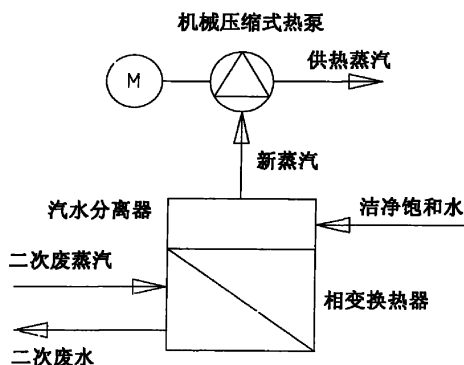 机械压缩式热泵
M
供热蒸汽
新蒸汽
汽水分离器
洁净饱和水
二次废蒸汽
相变换热器
二次废水